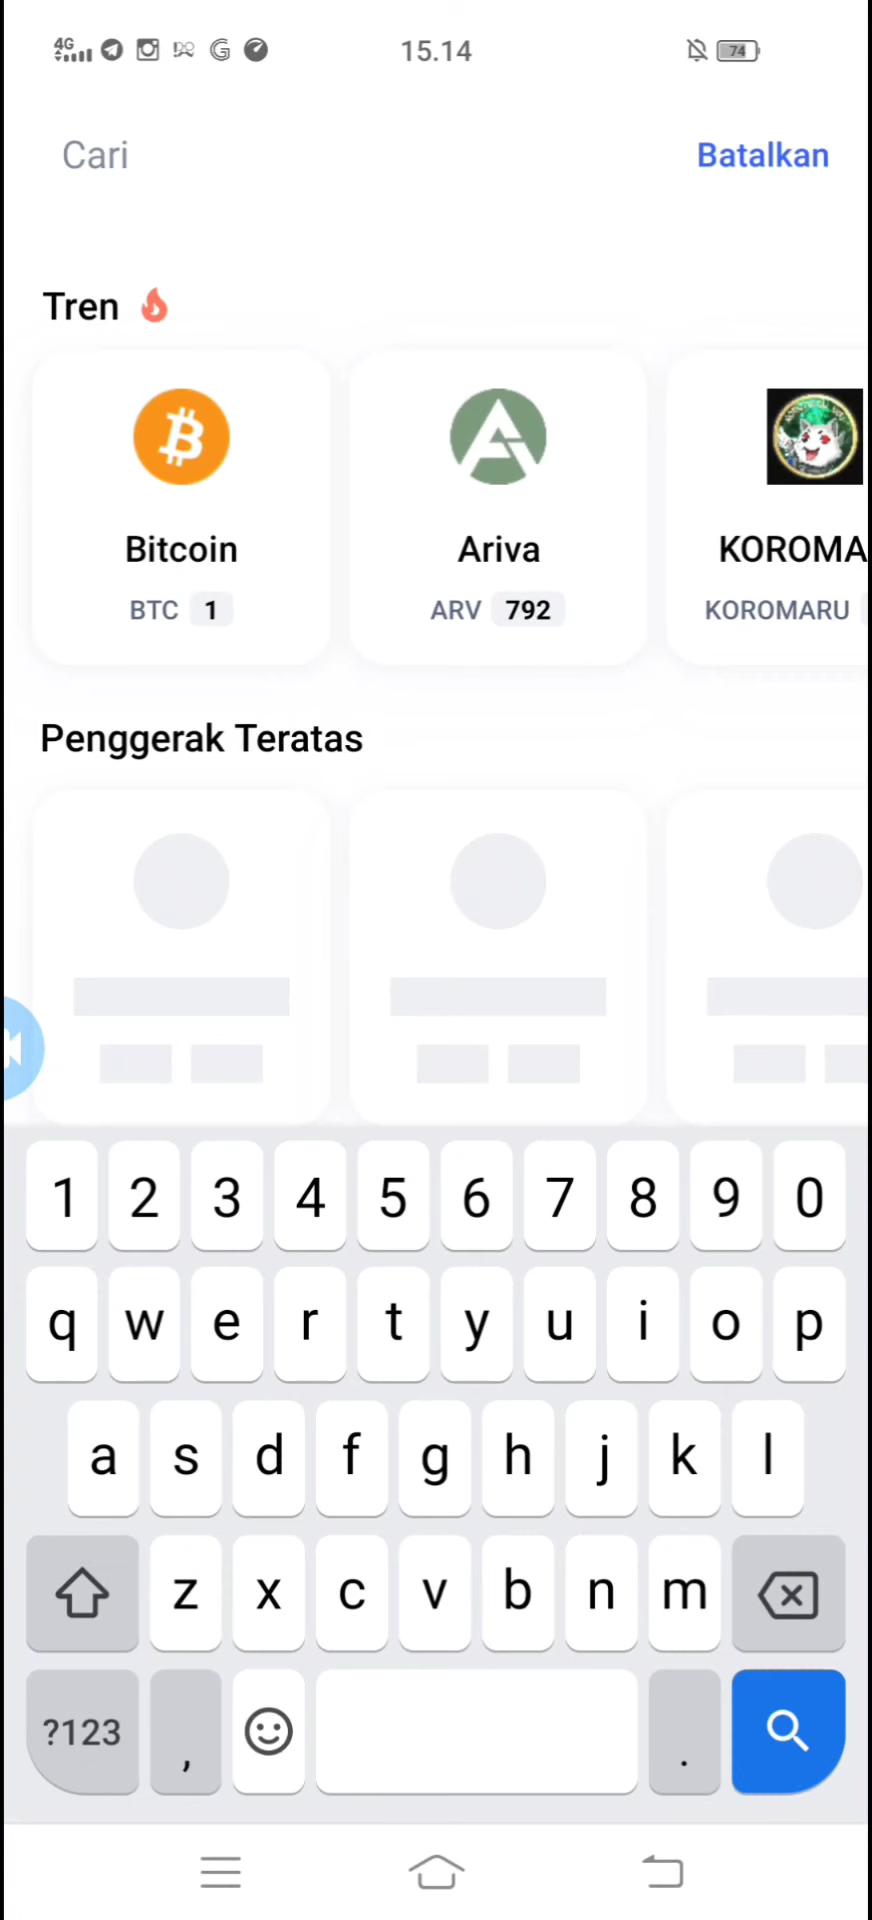 4G 15.14 74
Cari Batalkan
Tren
Bitcoin Ariva KOROMA
BTC 1 ARV 792 KOROMARU
Penggerak Teratas
1 2 3 4 5 6 7 8 9 0
q w e r t y u i o p
a s d f g h j k l
z x c v b n m
?123 , .